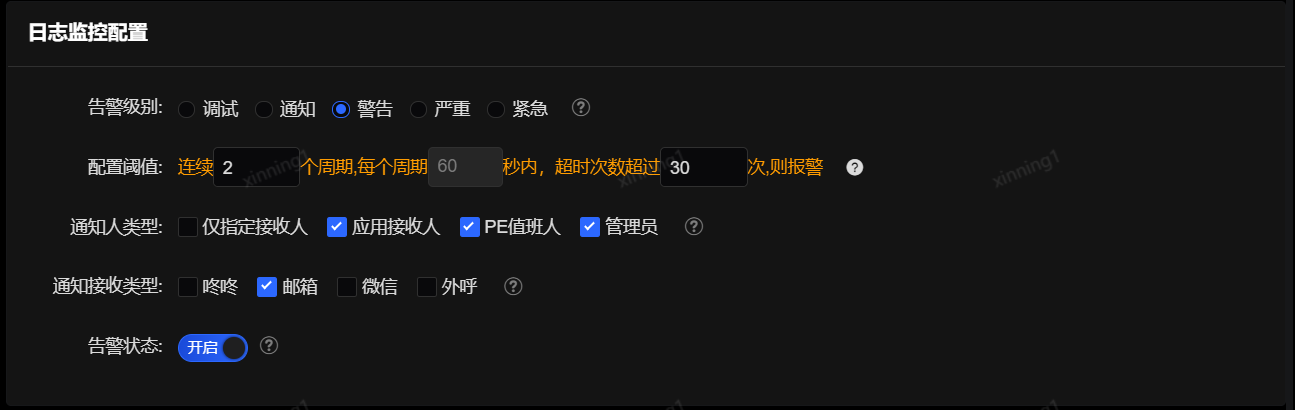 日志监控配置
告警级别: 调试 通知 警告 严重 紧急 ?
配置阈值: 连续 2 个周期,每个周期 60 秒内，超时次数超过 30 次,则报警 ?
通知人类型: 仅指定接收人 应用接收人 PE值班人 管理员 ?
通知接收类型: 咚咚 邮箱 微信 外呼 ?
告警状态: 开启 ?
xinning1 xinning1 xinning1